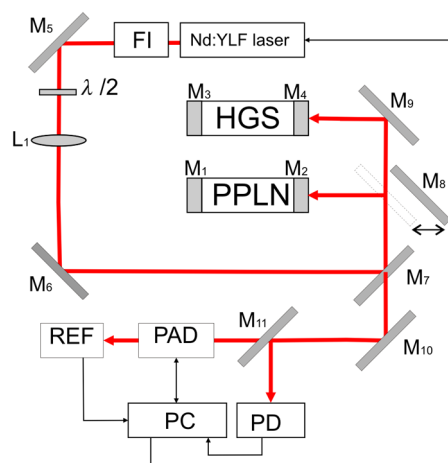 M5
FI
Nd:YLF laser
λ /2
M3
M4
M9
HGS
L1
M1
M2
M8
PPLN
M6
M7
M11
REF
PAD
M10
PC
PD